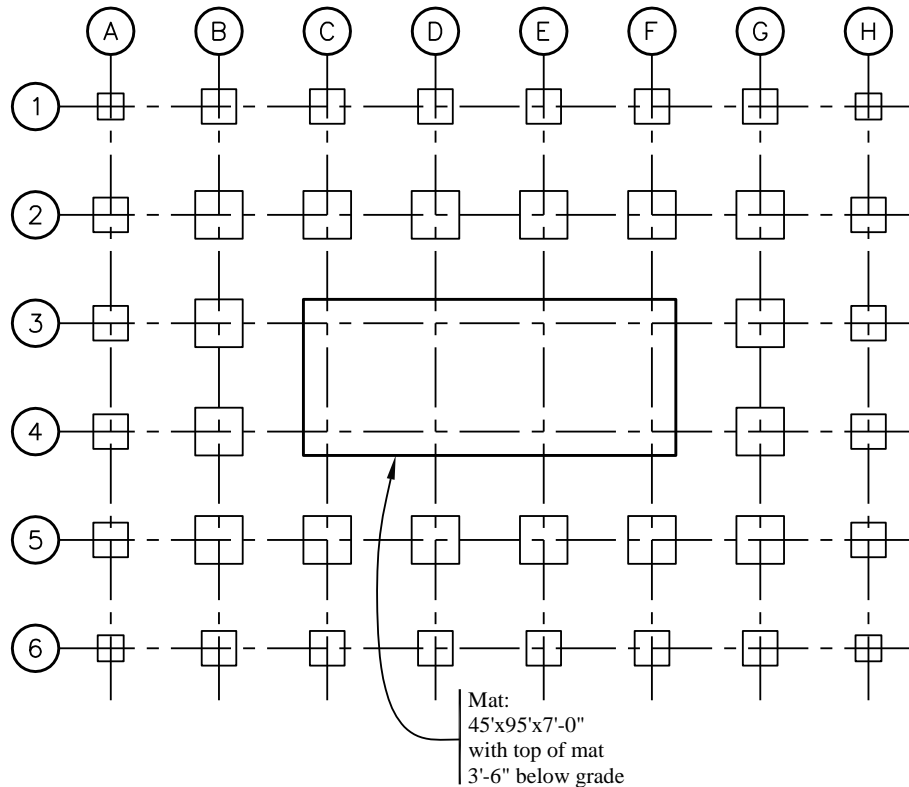 A B C D E F G H
1
2
3
4
5
6
Mat:
45'x95'x7'-0"
with top of mat
3'-6" below grade